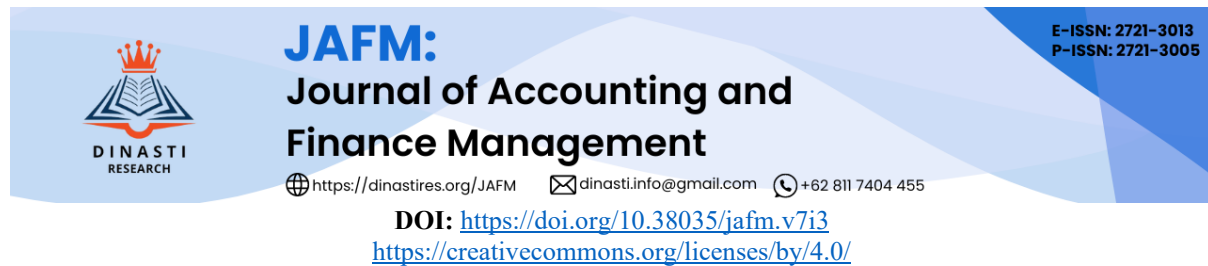 JAFM:
Journal of Accounting and
Finance Management
DINASTI
RESEARCH
https://dinastires.org/JAFM dinasti.info@gmail.com +62 811 7404 455
E-ISSN: 2721-3013
P-ISSN: 2721-3005
DOI: https://doi.org/10.38035/jafm.v7i3
https://creativecommons.org/licenses/by/4.0/